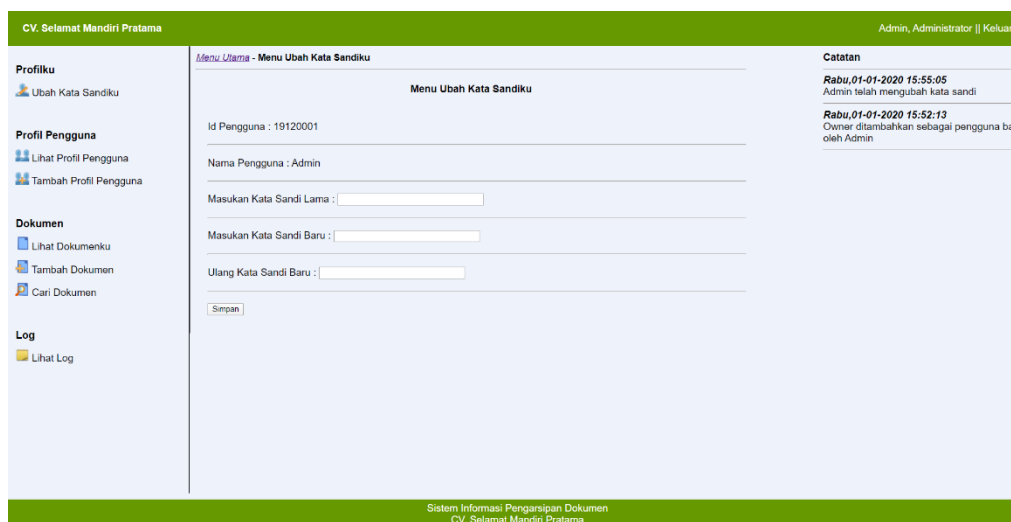 CV. Selamat Mandiri Pratama
Admin, Administrator || Keluar
Profilku
Ubah Kata Sandiku
Profil Pengguna
Lihat Profil Pengguna
Tambah Profil Pengguna
Dokumen
Lihat Dokumenku
Tambah Dokumen
Cari Dokumen
Log
Lihat Log
Menu Utama - Menu Ubah Kata Sandiku
Menu Ubah Kata Sandiku
Id Pengguna : 19120001
Nama Pengguna : Admin
Masukan Kata Sandi Lama :
Masukan Kata Sandi Baru :
Ulang Kata Sandi Baru :
Simpan
Catatan
Rabu,01-01-2020 15:55:05
Admin telah mengubah kata sandi
Rabu,01-01-2020 15:52:13
Owner ditambahkan sebagai pengguna ba
oleh Admin
Sistem Informasi Pengarsipan Dokumen
CV. Selamat Mandiri Pratama